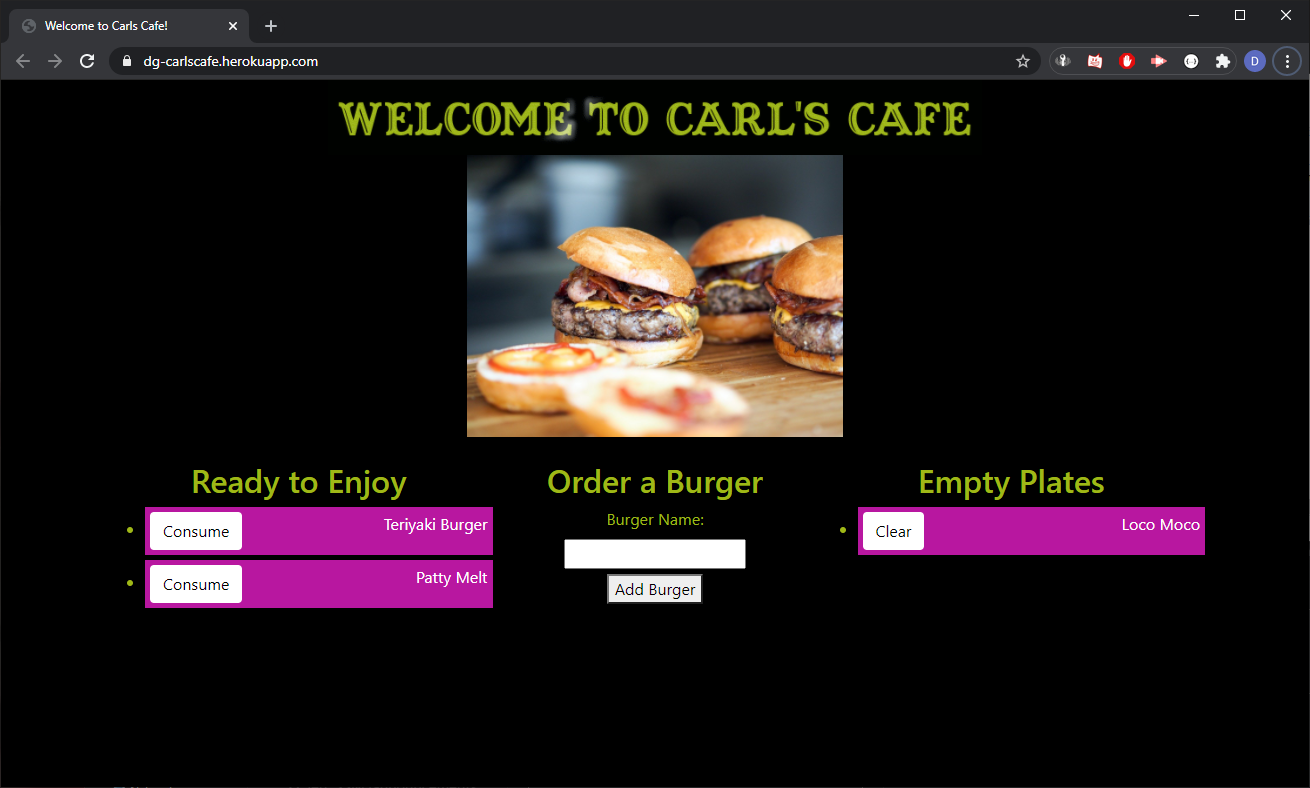 Welcome to Carls Cafe!
dg-carlscafe.herokuapp.com
D
WELCOME TO CARL'S CAFE
Ready to Enjoy
Consume
Teriyaki Burger
Consume
Patty Melt
Order a Burger
Burger Name:
Add Burger
Empty Plates
Clear
Loco Moco